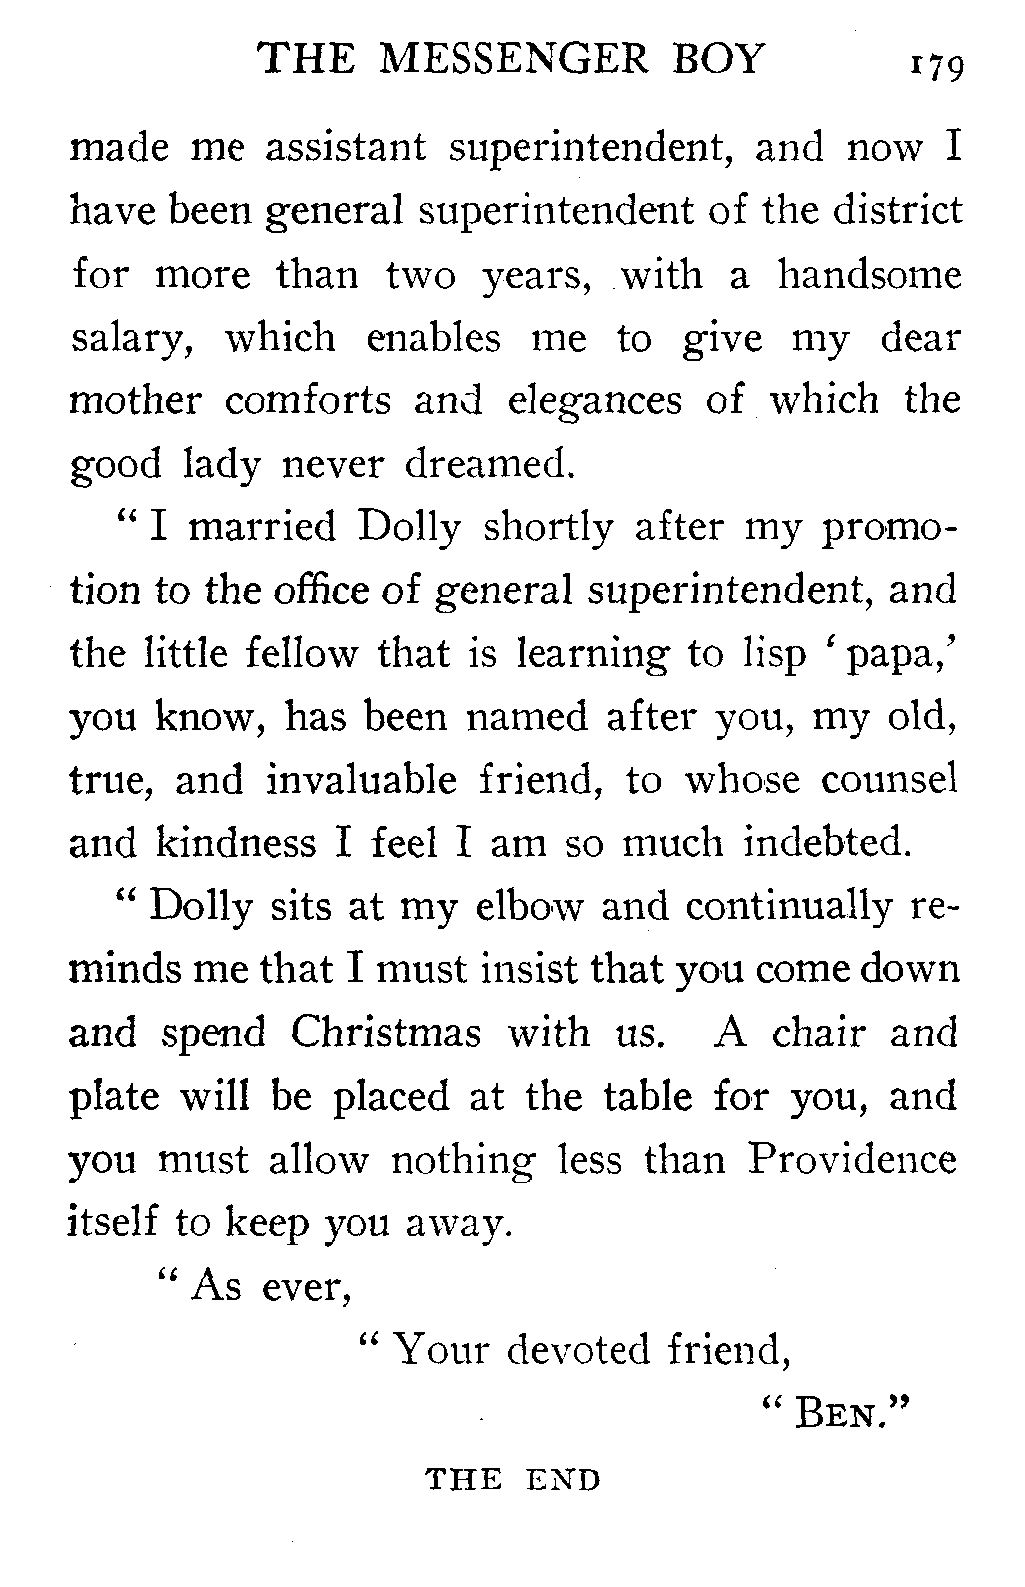 THE MESSENGER BOY 179
made me assistant superintendent, and now I
have been general superintendent of the district
for more than two years, with a handsome
salary, which enables me to give my dear
mother comforts and elegances of which the
good lady never dreamed.
“ I married Dolly shortly after my promo-
tion to the office of general superintendent, and
the little fellow that is learning to lisp ‘ papa,’
you know, has been named after you, my old,
true, and invaluable friend, to whose counsel
and kindness I feel I am so much indebted.
“ Dolly sits at my elbow and continually re-
minds me that I must insist that you come down
and spend Christmas with us. A chair and
plate will be placed at the table for you, and
you must allow nothing less than Providence
itself to keep you away.
“ As ever,
“ Your devoted friend,
“ BEN.”
THE END